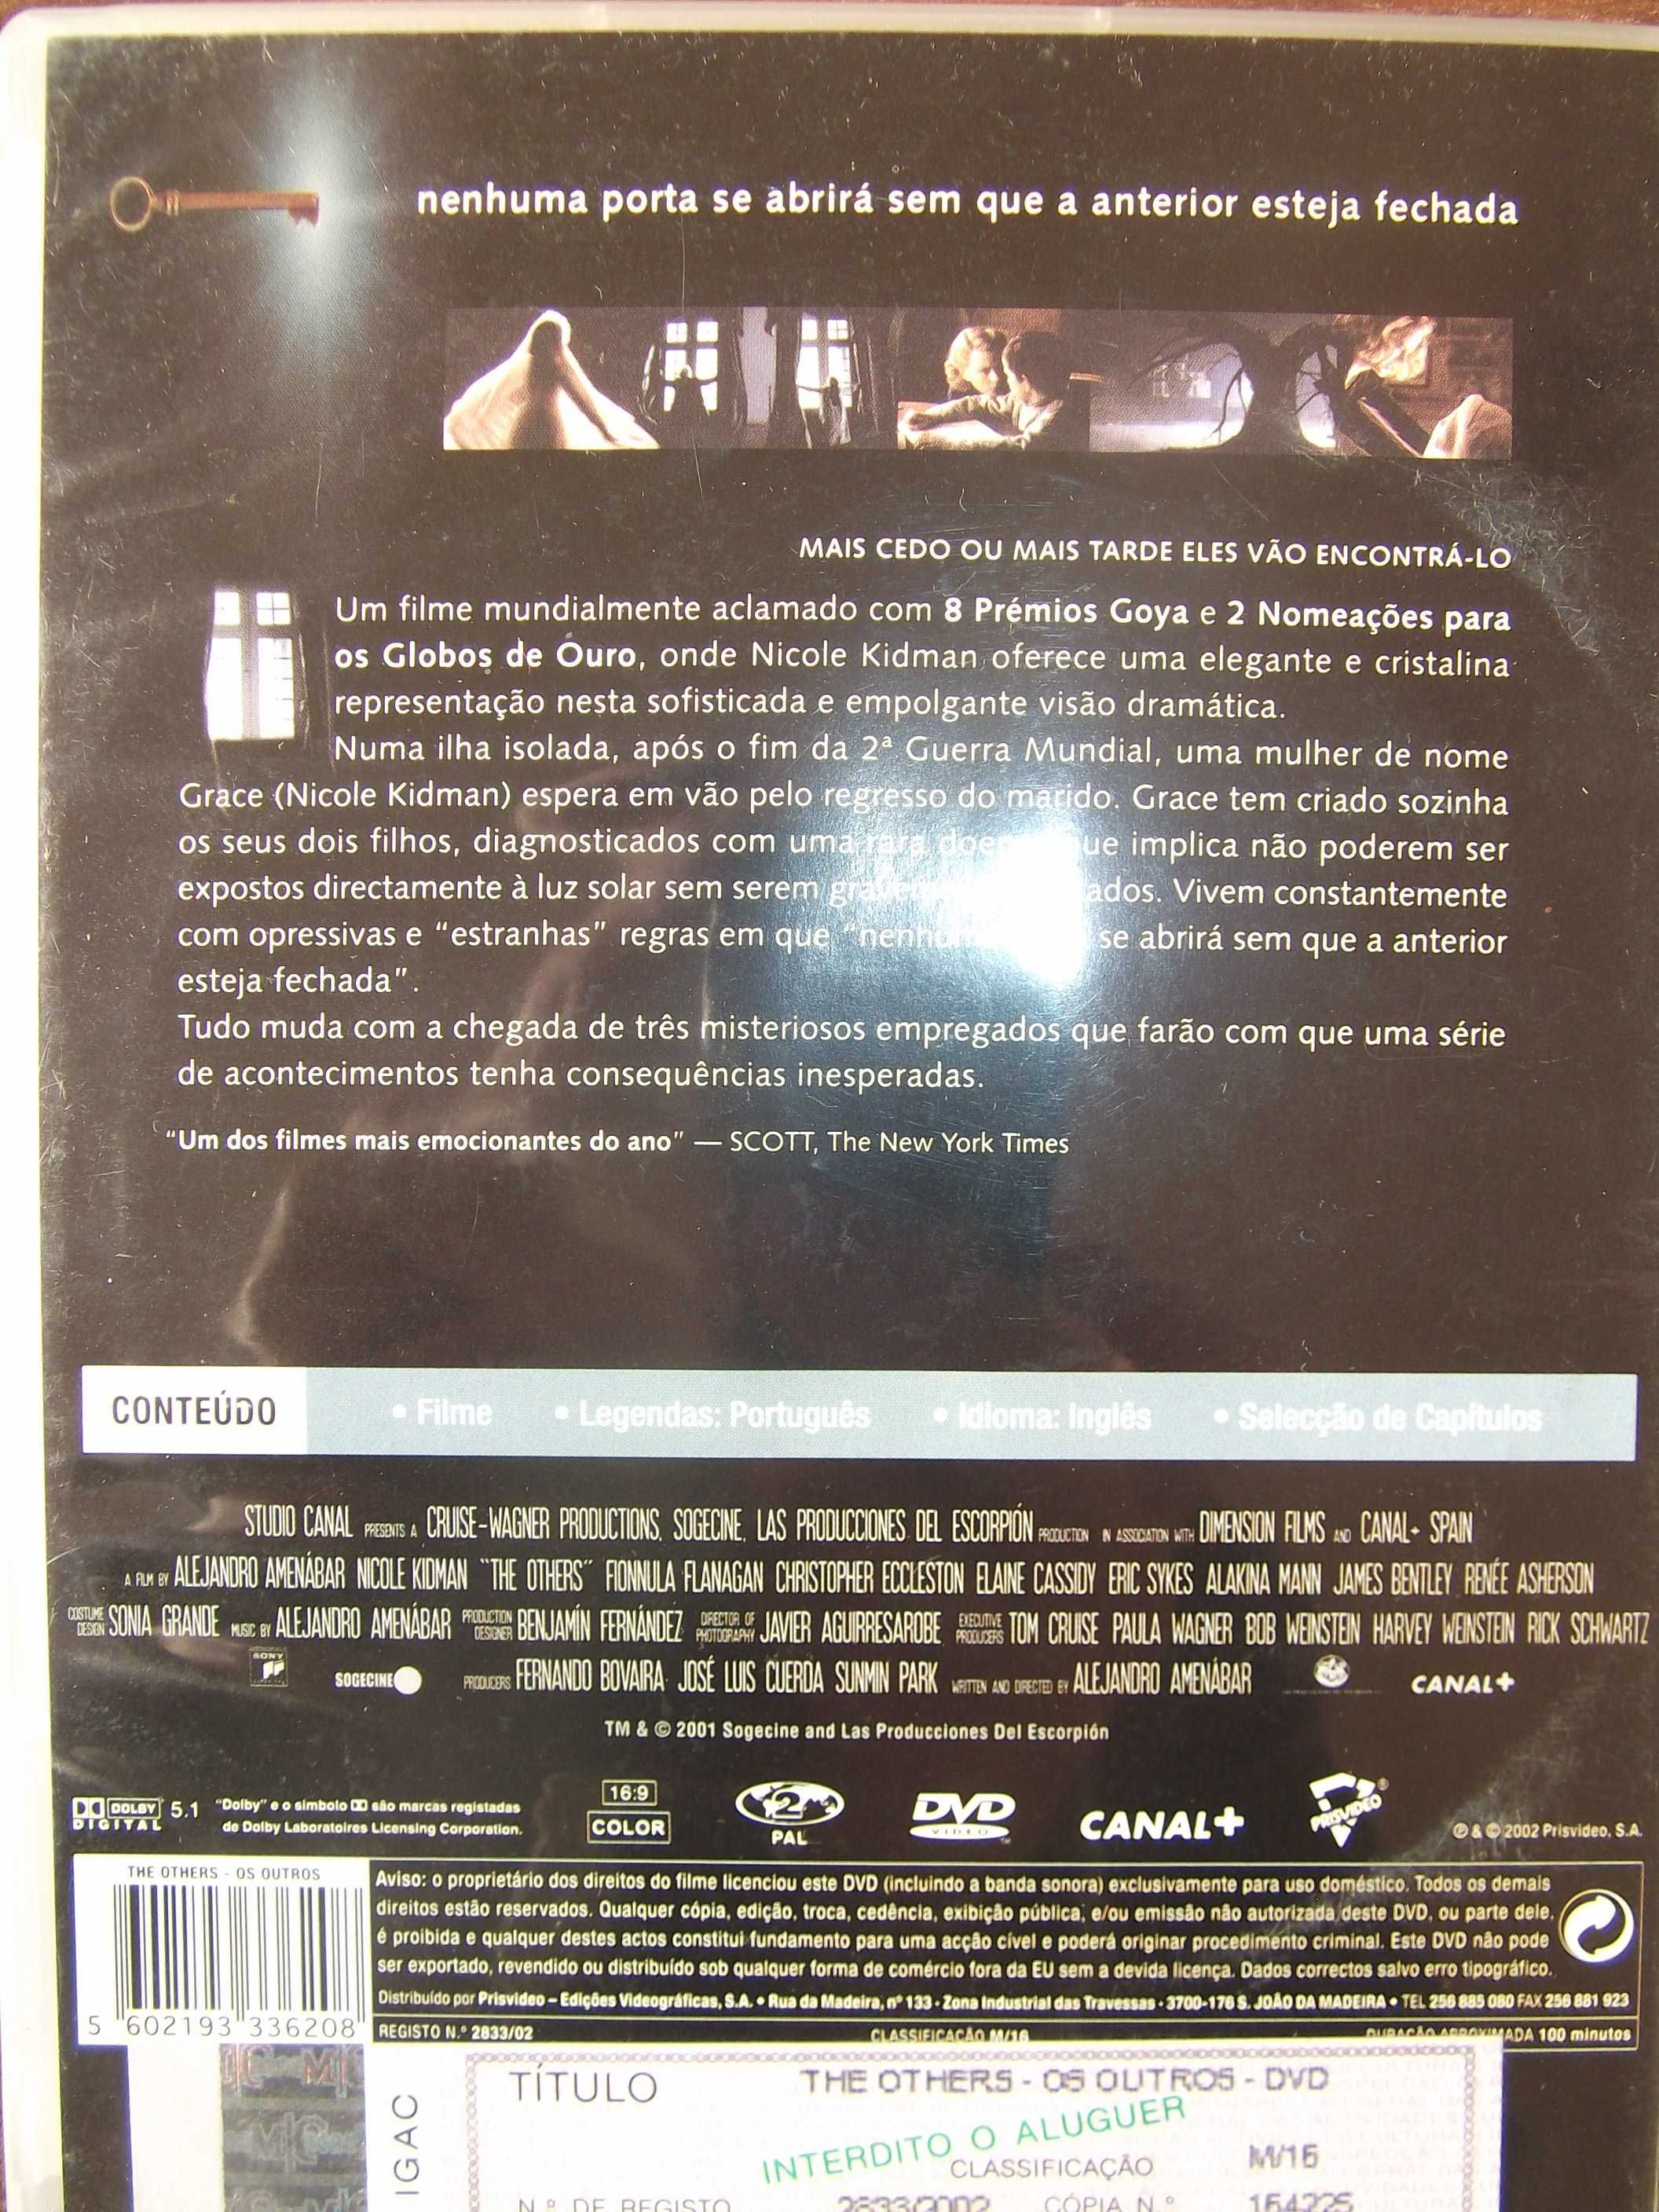 nenhuma porta se abrirá sem que a anterior esteja fechada
MAIS CEDO OU MAIS TARDE ELES VÃO ENCONTRÁ-LO
Um filme mundialmente aclamado com 8 Prémios Goya e 2 Nomeações para
os Globos de Ouro, onde Nicole Kidman oferece uma elegante e cristalina
representação nesta sofisticada e empolgante visão dramática.
Numa ilha isolada, após o fim da 2ª Guerra Mundial, uma mulher de nome
Grace (Nicole Kidman) espera em vão pelo regresso do marido. Grace tem criado sozinha
os seus dois filhos, diagnosticados com uma rara implica não poderem ser
expostos directamente à luz solar sem serem Vivem constantemente
com opressivas e “estranhas” regras em que se abrirá sem que a anterior
esteja fechada”.
Tudo muda com a chegada de três misteriosos empregados que farão com que uma série
de acontecimentos tenha consequências inesperadas.
“Um dos filmes mais emocionantes do ano” — SCOTT, The New York Times
CONTEÚDO • Filme • Legendas: Português • Idioma: Inglês • Selecção de Capítulos
STUDIO CANAL PRESENTS A CRUISE-WAGNER PRODUCTIONS, SOGECINE, LAS PRODUCCIONES DEL ESCORPIÓN PRODUCTION IN ASSOCIATION WITH DIMENSION FILMS AND CANAL+ SPAIN
A FILM BY ALEJANDRO AMENÁBAR NICOLE KIDMAN “THE OTHERS” FIONNULA FLANAGAN CHRISTOPHER ECCLESTON ELAINE CASSIDY ERIC SYKES ALAKINA MANN JAMES BENTLEY RENÉE ASHERSON
COSTUME DESIGN SONIA GRANDE MUSIC BY ALEJANDRO AMENÁBAR PRODUCTION DESIGNER BENJAMÍN FERNÁNDEZ DIRECTOR OF PHOTOGRAPHY JAVIER AGUIRRESAROBE EXECUTIVE PRODUCERS TOM CRUISE PAULA WAGNER BOB WEINSTEIN HARVEY WEINSTEIN RICK SCHWARTZ
SONY SOGECINE PRODUCERS FERNANDO BOVAIRA JOSÉ LUIS CUERDA SUNMIN PARK WRITTEN AND DIRECTED BY ALEJANDRO AMENÁBAR CANAL+
TM & © 2001 Sogecine and Las Producciones Del Escorpión
DOLBY DIGITAL 5.1 “Dolby” e o símbolo são marcas registadas
de Dolby Laboratoires Licensing Corporation.
16:9
COLOR
2
PAL
DVD
VIDEO
CANAL+
PRISVIDEO®
℗ & © 2002 Prisvideo, S.A.
THE OTHERS - OS OUTROS
5 602193 336208
Aviso: o proprietário dos direitos do filme licenciou este DVD (incluindo a banda sonora) exclusivamente para uso doméstico. Todos os demais
direitos estão reservados. Qualquer cópia, edição, troca, cedência, exibição pública, e/ou emissão não autorizada deste DVD, ou parte dele,
é proibida e qualquer destes actos constitui fundamento para uma acção cível e poderá originar procedimento criminal. Este DVD não pode
ser exportado, revendido ou distribuído sob qualquer forma de comércio fora da EU sem a devida licença. Dados correctos salvo erro tipográfico.
Distribuído por Prisvideo – Edições Videográficas, S.A. • Rua da Madeira, nº 133 - Zona Industrial das Travessas - 3700-176 S. JOÃO DA MADEIRA • TEL 256 885 080 FAX 256 881 923
REGISTO N.º 2833/02 CLASSIFICAÇÃO M/16 DURAÇÃO APROXIMADA 100 minutos
IGAC
TÍTULO THE OTHERS - OS OUTROS - DVD
INTERDITO O ALUGUER
CLASSIFICAÇÃO M/16
N.º DE REGISTO 2833/2002 CÓPIA N.º 164225